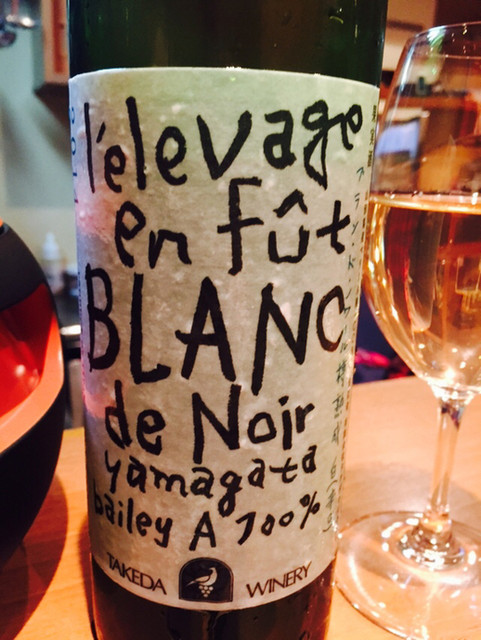 l'élevage
en fût
BLANC
de Noir
yamagata
bailey A 100%
TAKEDA WINERY